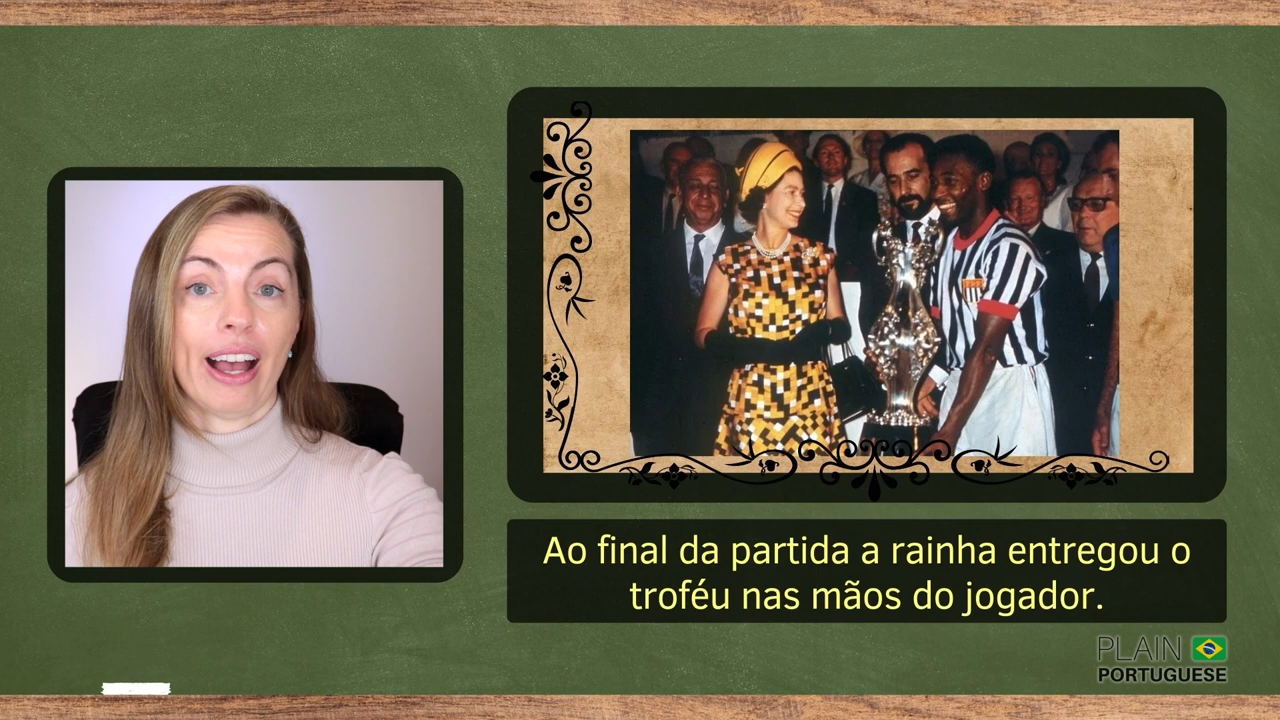 Ao final da partida a rainha entregou o
troféu nas mãos do jogador.
PLAIN
PORTUGUESE